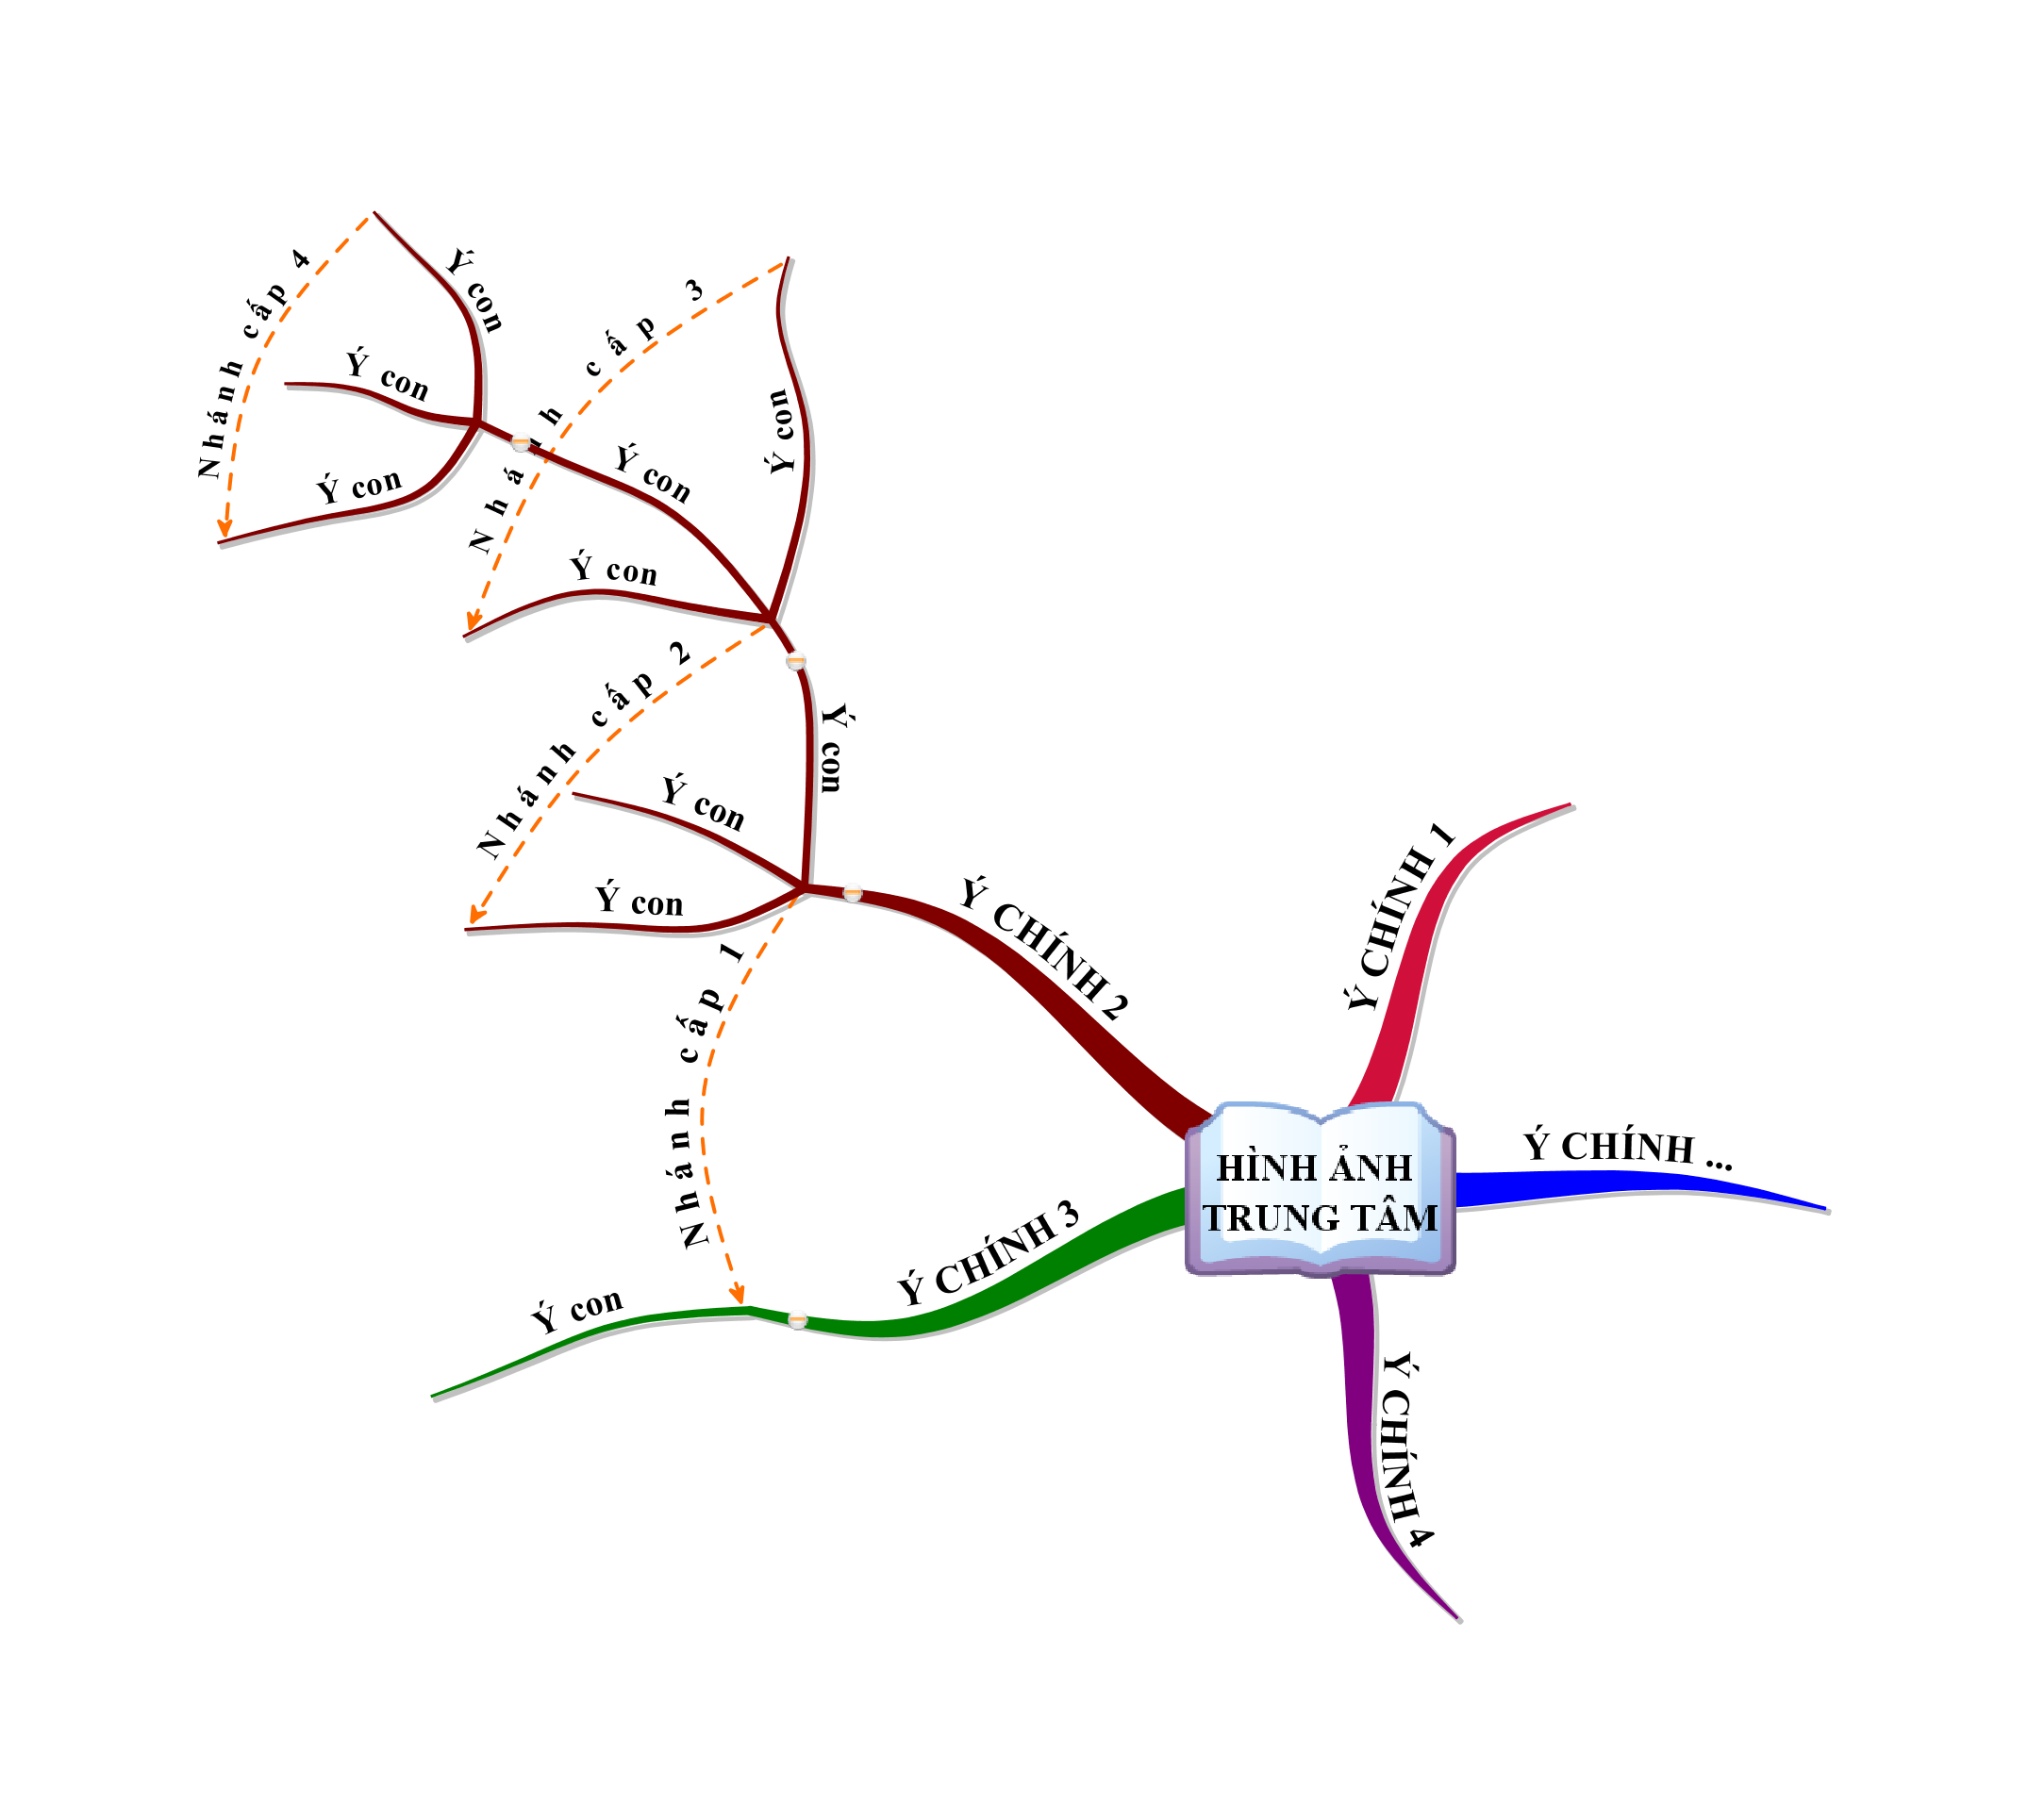 Nhánh cấp 4
Ý con
Ý con
Ý con
Nhánh cấp 3
Ý con
Ý con
Ý con
Nhánh cấp 2
Ý con
Ý con
Ý con
Nhánh cấp 1
Ý CHÍNH 2
Ý CHÍNH 1
HÌNH ẢNH
TRUNG TÂM
Ý CHÍNH ...
Ý CHÍNH 3
Ý con
Ý CHÍNH 4